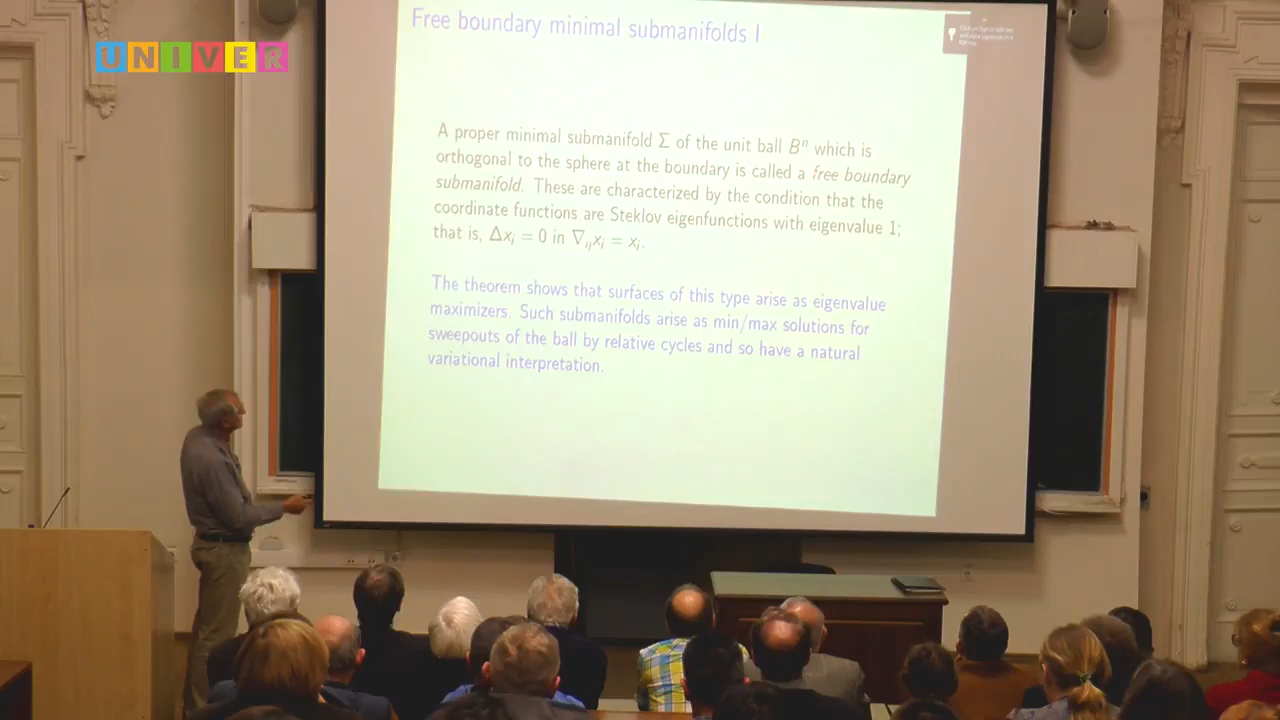 Free boundary minimal submanifolds I
UNIVER
A proper minimal submanifold Σ of the unit ball Bⁿ which is
orthogonal to the sphere at the boundary is called a free boundary
submanifold. These are characterized by the condition that the
coordinate functions are Steklov eigenfunctions with eigenvalue 1;
that is, Δxᵢ = 0 in ∇ηxᵢ = xᵢ.
The theorem shows that surfaces of this type arise as eigenvalue
maximizers. Such submanifolds arise as min/max solutions for
sweepouts of the ball by relative cycles and so have a natural
variational interpretation.